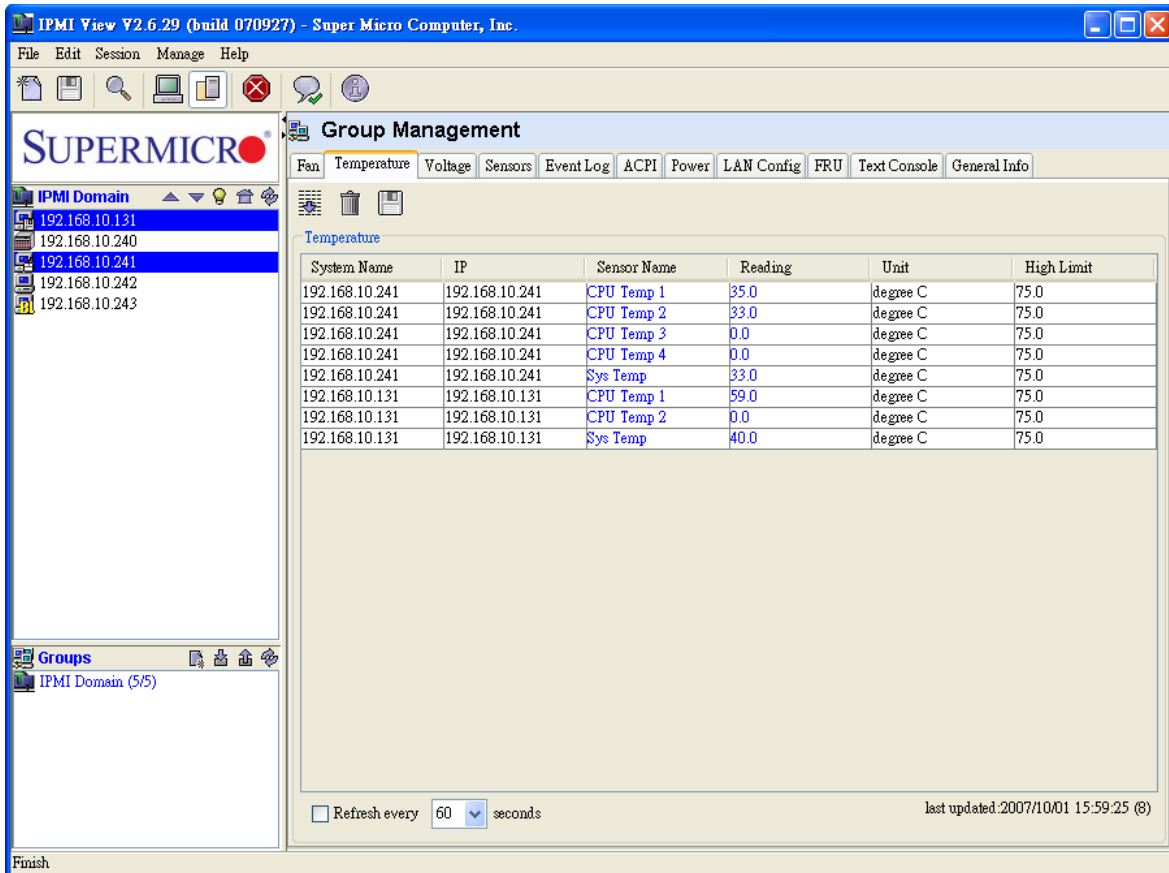 IPMI View V2.6.29 (build 070927) - Super Micro Computer, Inc.
File Edit Session Manage Help
SUPERMICRO®
Group Management
Fan Temperature Voltage Sensors Event Log ACPI Power LAN Config FRU Text Console General Info
IPMI Domain
192.168.10.131
192.168.10.240
192.168.10.241
192.168.10.242
192.168.10.243
Temperature
System Name IP Sensor Name Reading Unit High Limit
192.168.10.241 192.168.10.241 CPU Temp 1 35.0 degree C 75.0
192.168.10.241 192.168.10.241 CPU Temp 2 33.0 degree C 75.0
192.168.10.241 192.168.10.241 CPU Temp 3 0.0 degree C 75.0
192.168.10.241 192.168.10.241 CPU Temp 4 0.0 degree C 75.0
192.168.10.241 192.168.10.241 Sys Temp 33.0 degree C 75.0
192.168.10.131 192.168.10.131 CPU Temp 1 59.0 degree C 75.0
192.168.10.131 192.168.10.131 CPU Temp 2 0.0 degree C 75.0
192.168.10.131 192.168.10.131 Sys Temp 40.0 degree C 75.0
Groups
IPMI Domain (5/5)
Refresh every 60 seconds
last updated:2007/10/01 15:59:25 (8)
Finish